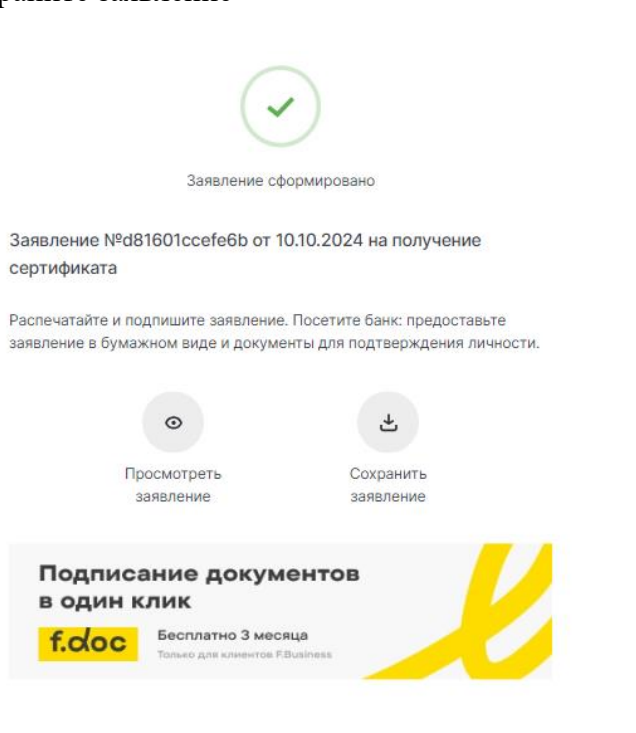 заявление
Заявление сформировано
Заявление №d81601ccefe6b от 10.10.2024 на получение
сертификата
Распечатайте и подпишите заявление. Посетите банк: предоставьте
заявление в бумажном виде и документы для подтверждения личности.
Просмотреть
заявление
Сохранить
заявление
Подписание документов
в один клик
f.doc
Бесплатно 3 месяца
Только для клиентов F.Business